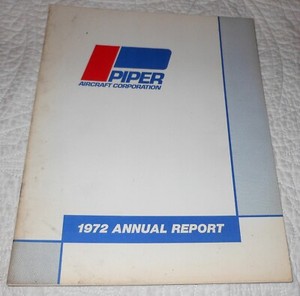 PIPER
AIRCRAFT CORPORATION
1972 ANNUAL REPORT